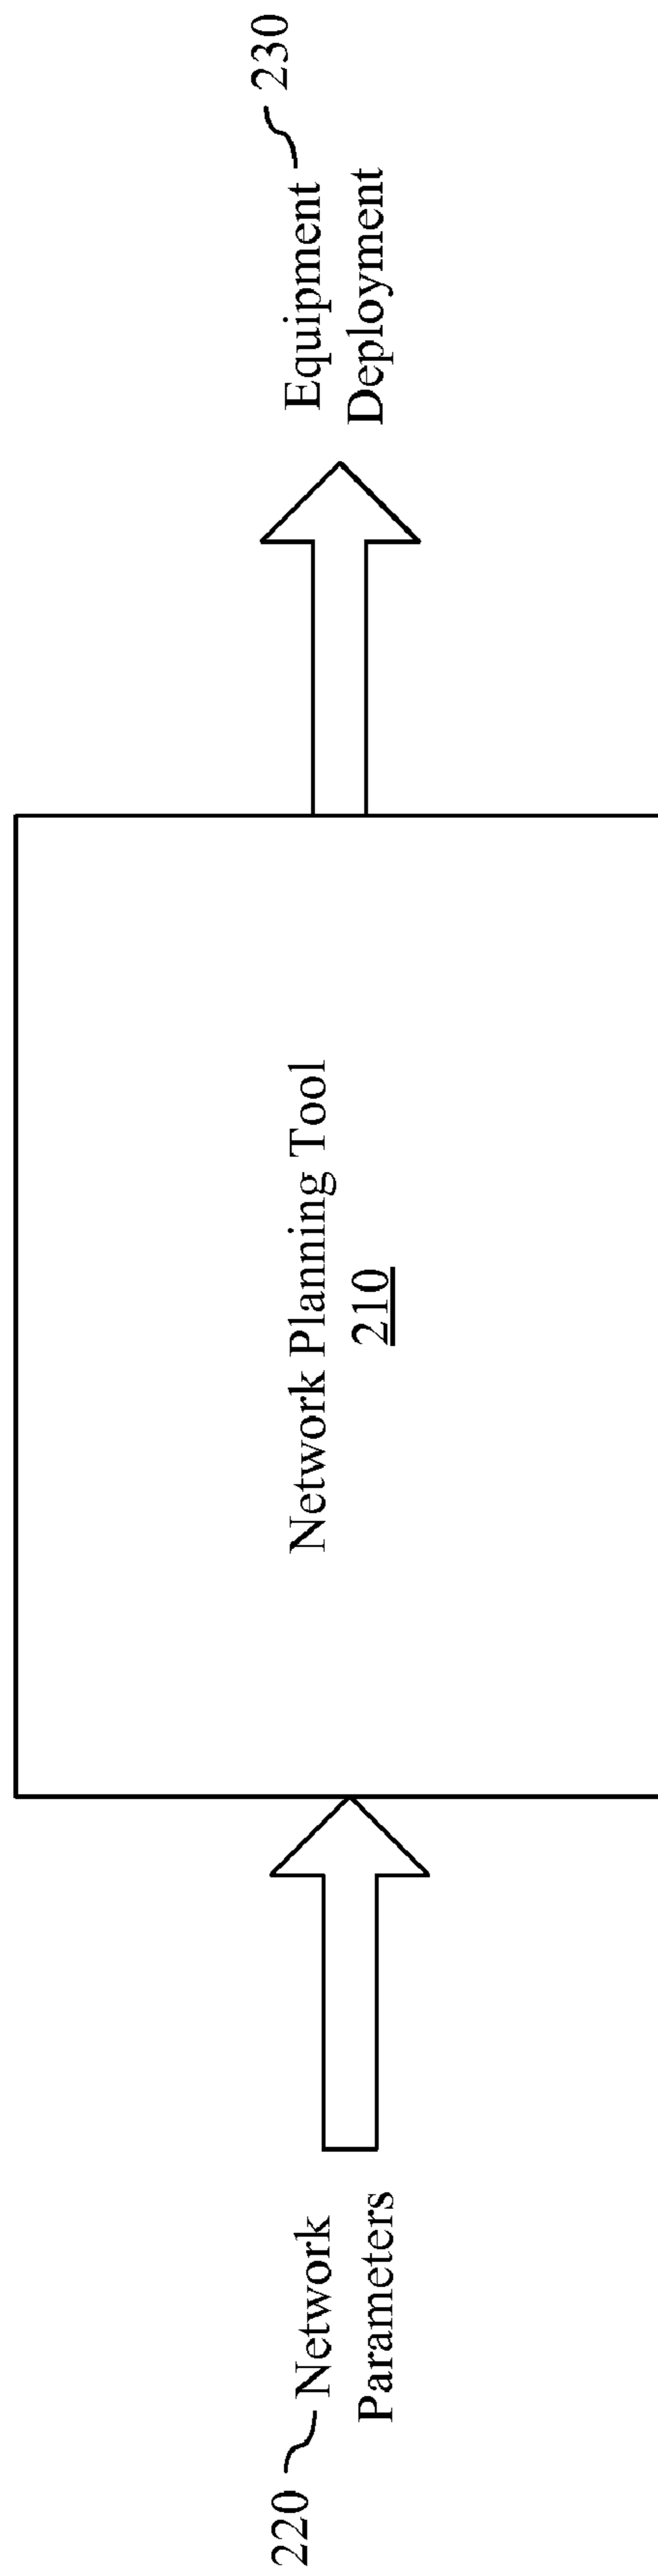 220
Network
Parameters
Network Planning Tool
210
Equipment
Deployment
230